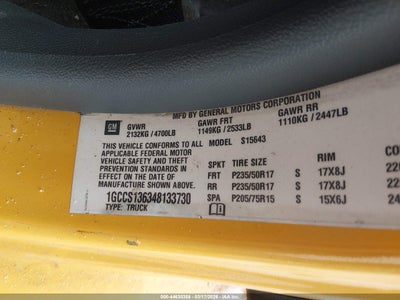 MFD BY GENERAL MOTORS CORPORATION
GM GVWR GAWR FRT GAWR RR
2132KG / 4700LB 1149KG / 2533LB 1110KG / 2447LB
THIS VEHICLE CONFORMS TO ALL MODEL S15643
APPLICABLE FEDERAL MOTOR
VEHICLE SAFETY THEFT SPKT SPT TIRE RIM
PREVENTION STANDARDS IN FRT P235/50R17 S 17X8J 
EFFECT ON THE DATE OF RR P235/50R17 S 17X8J 
MANUFACTURE SHOWN ABOVE. SPA P205/75R15 S 15X6J 24
1GCCS136348133730
TYPE: TRUCK